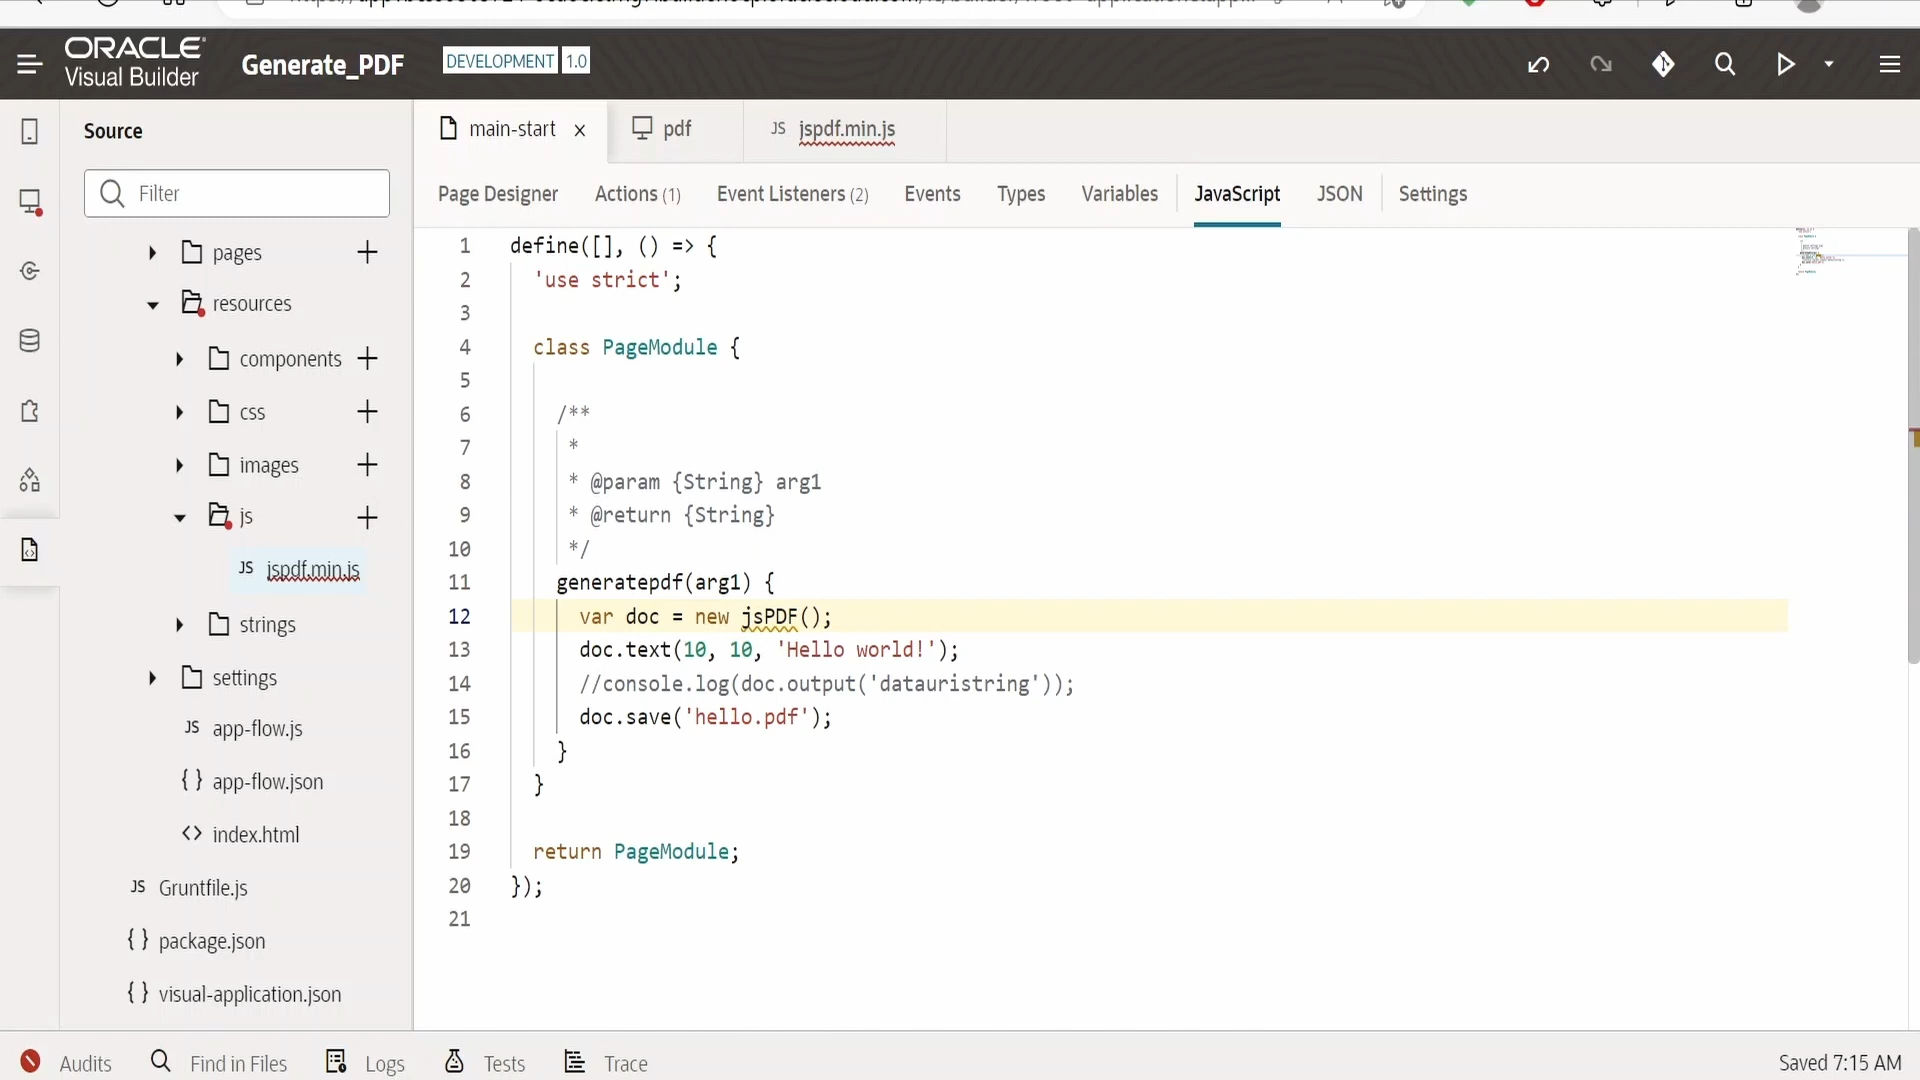 ORACLE
Visual Builder
Generate_PDF
DEVELOPMENT 1.0
Source
Filter
pages
resources
components
css
images
js
JS jspdf.min.js
strings
settings
JS app-flow.js
{ } app-flow.json
<> index.html
JS Gruntfile.js
{ } package.json
{ } visual-application.json
main-start
pdf
JS jspdf.min.js
Page Designer Actions (1) Event Listeners (2) Events Types Variables JavaScript JSON Settings
1 define([], () => {
2 'use strict';
3
4 class PageModule {
5
6 /**
7 *
8 * @param {String} arg1
9 * @return {String}
10 */
11 generatepdf(arg1) {
12 var doc = new jsPDF();
13 doc.text(10, 10, 'Hello world!');
14 //console.log(doc.output('datauristring'));
15 doc.save('hello.pdf');
16 }
17 }
18
19 return PageModule;
20 });
21
Audits Find in Files Logs Tests Trace
Saved 7:15 AM